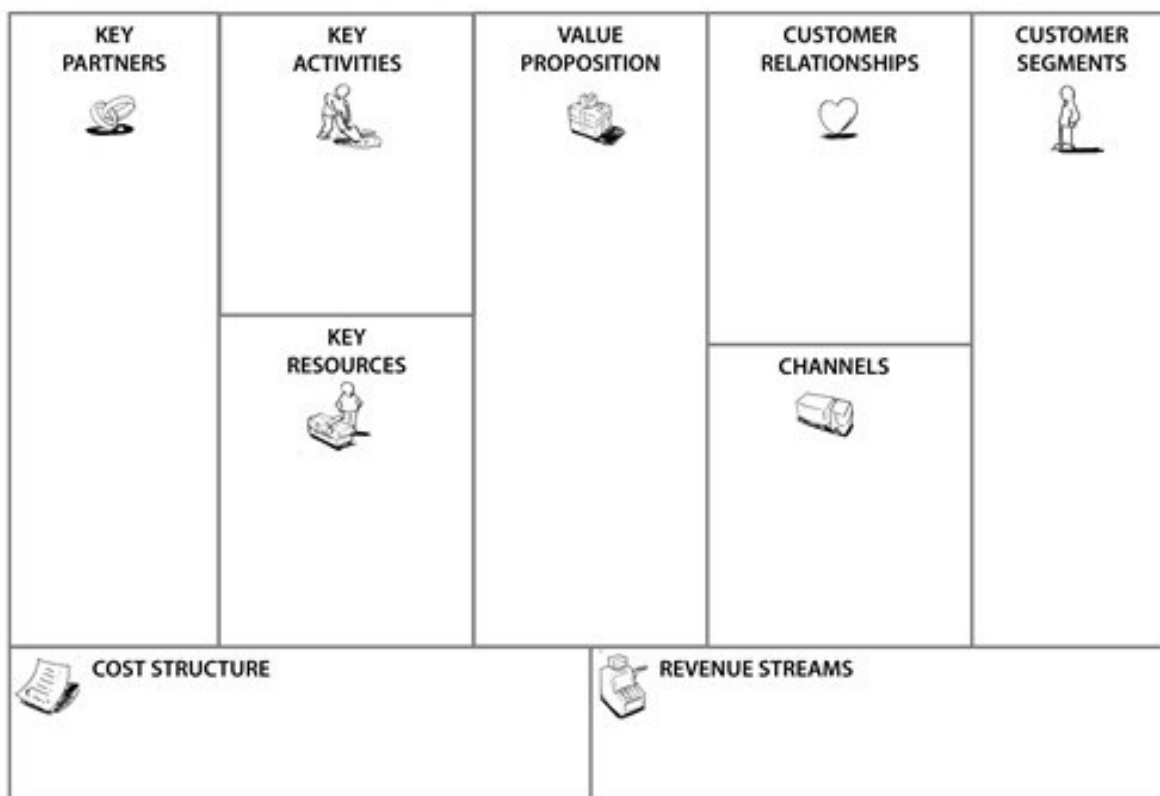 KEY
PARTNERS
KEY
ACTIVITIES
VALUE
PROPOSITION
CUSTOMER
RELATIONSHIPS
CUSTOMER
SEGMENTS
KEY
RESOURCES
CHANNELS
COST STRUCTURE
REVENUE STREAMS